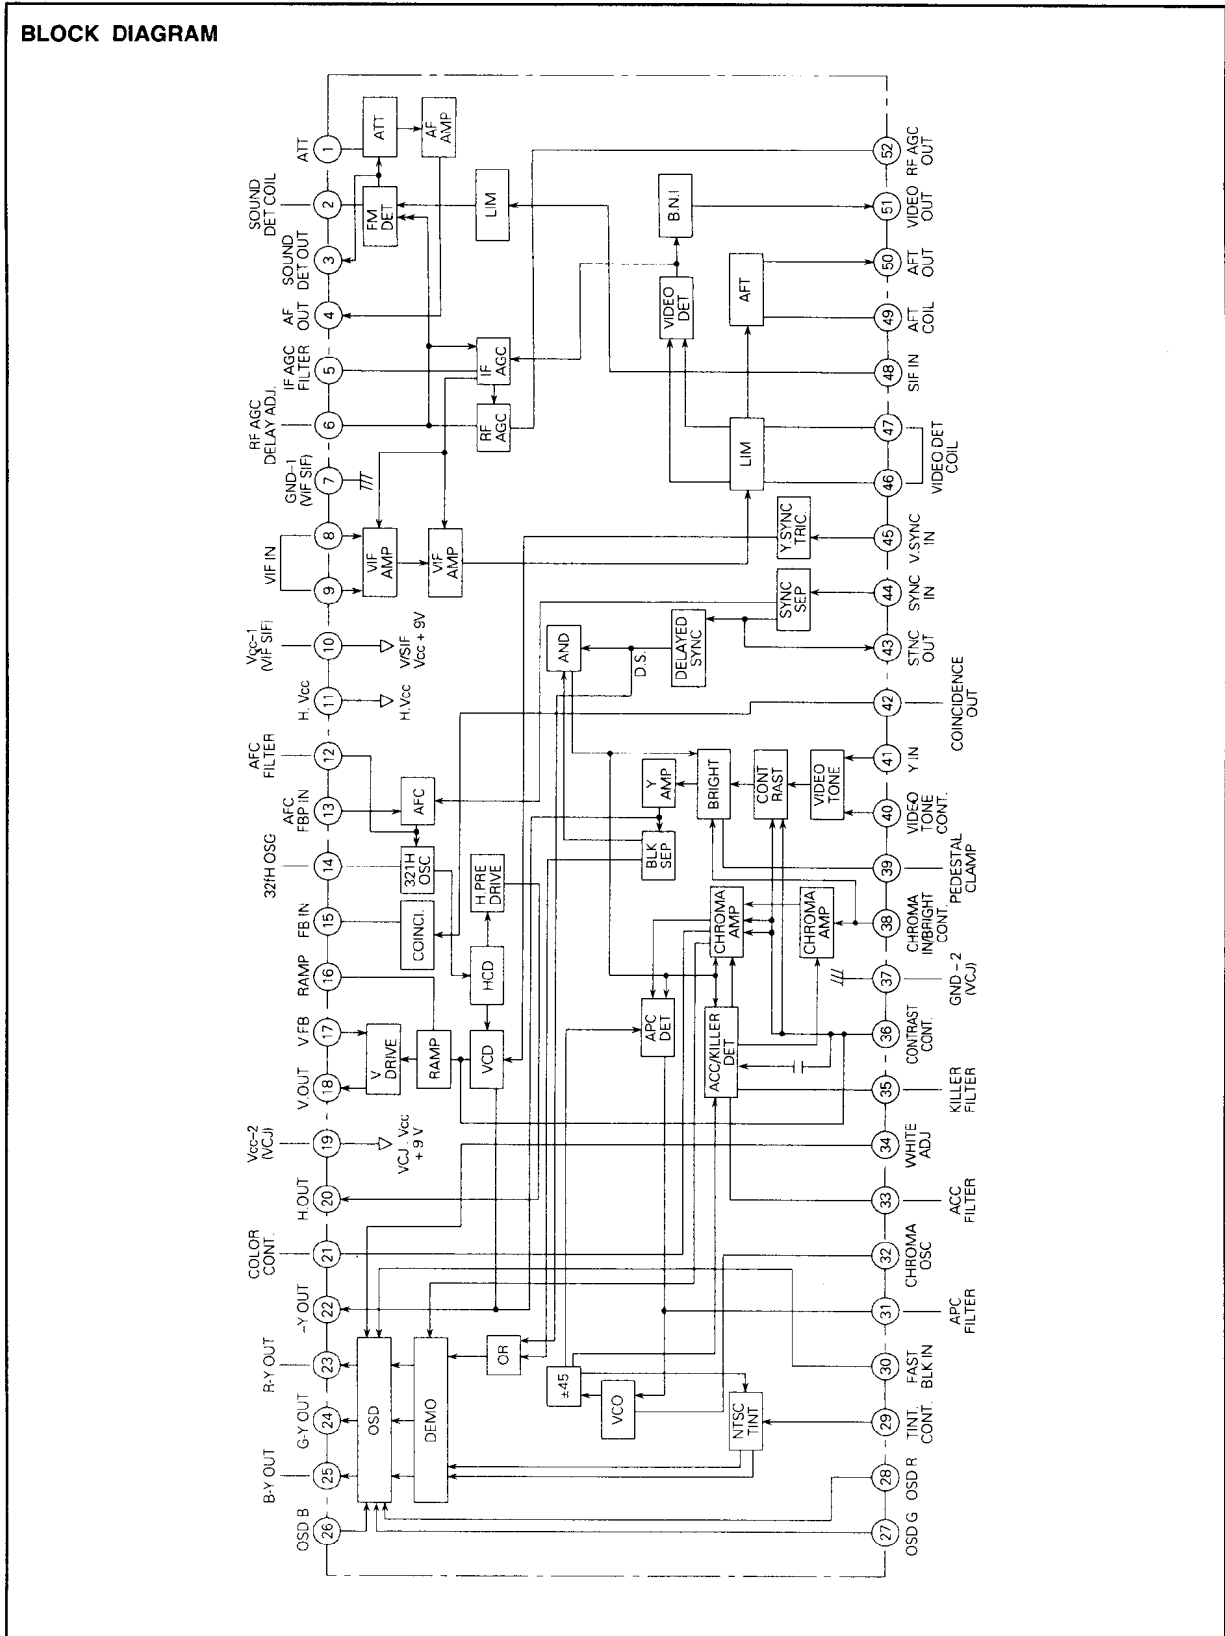 BLOCK DIAGRAM
ATT
1
SOUND
DET COIL
2
SOUND
DET OUT
3
AF
OUT
4
IF AGC
FILTER
5
RF AGC
DELAY ADJ.
6
GND-1
(VIF SIF)
7
VIF IN
8
9
Vcc-1
(VIF SIF)
10
V/SIF
Vcc + 9V
H. Vcc
11
H.Vcc
AFC
FILTER
12
AFC
FBP IN
13
32fH OSG
14
FB IN
15
RAMP
16
V.FB
17
V.OUT
18
Vcc-2
(VCJ)
19
VCJ . Vcc
+ 9 V
H.OUT
20
COLOR
CONT.
21
-Y OUT
22
R-Y OUT
23
G-Y OUT
24
B-Y OUT
25
OSD B
26
ATT
AF
AMP
FM
DET
LIM
IF
AGC
RF
AGC
VIF
AMP
VIF
AMP
B.N.I
VIDEO
DET
AFT
LIM
Y.SYNC
TRIC.
SYNC
SEP
DELAYED
SYNC
D.S.
AND
AFC
321H
OSC
COINCI.
H.PRE
DRIVE
HCD
VCD
RAMP
V
DRIVE
Y
AMP
BLK
SEP
BRIGHT
CONT
RAST
VIDEO
TONE
CHROMA
AMP
CHROMA
AMP
APC
DET
ACC/KILLER
DET
OR
±45
VCO
NTSC
TINT
OSD
DEMO
52
RF AGC
OUT
51
VIDEO
OUT
50
AFT
OUT
49
AFT
COIL
48
SIF IN
47
46
VIDEO DET
COIL
45
V.SYNC
IN
44
SYNC
IN
43
STNC
OUT
42
COINCIDENCE
OUT
41
Y IN
40
VIDEO
TONE
CONT.
39
PEDESTAL
CLAMP
38
CHROMA
IN/BRIGHT
CONT.
37
GND - 2
(VCJ)
36
CONTRAST
CONT.
35
KILLER
FILTER
34
WHITE
ADJ
33
ACC
FILTER
32
CHROMA
OSC
31
APC
FILTER
30
FAST
BLK IN
29
TINT.
CONT.
28
OSD R
27
OSD G